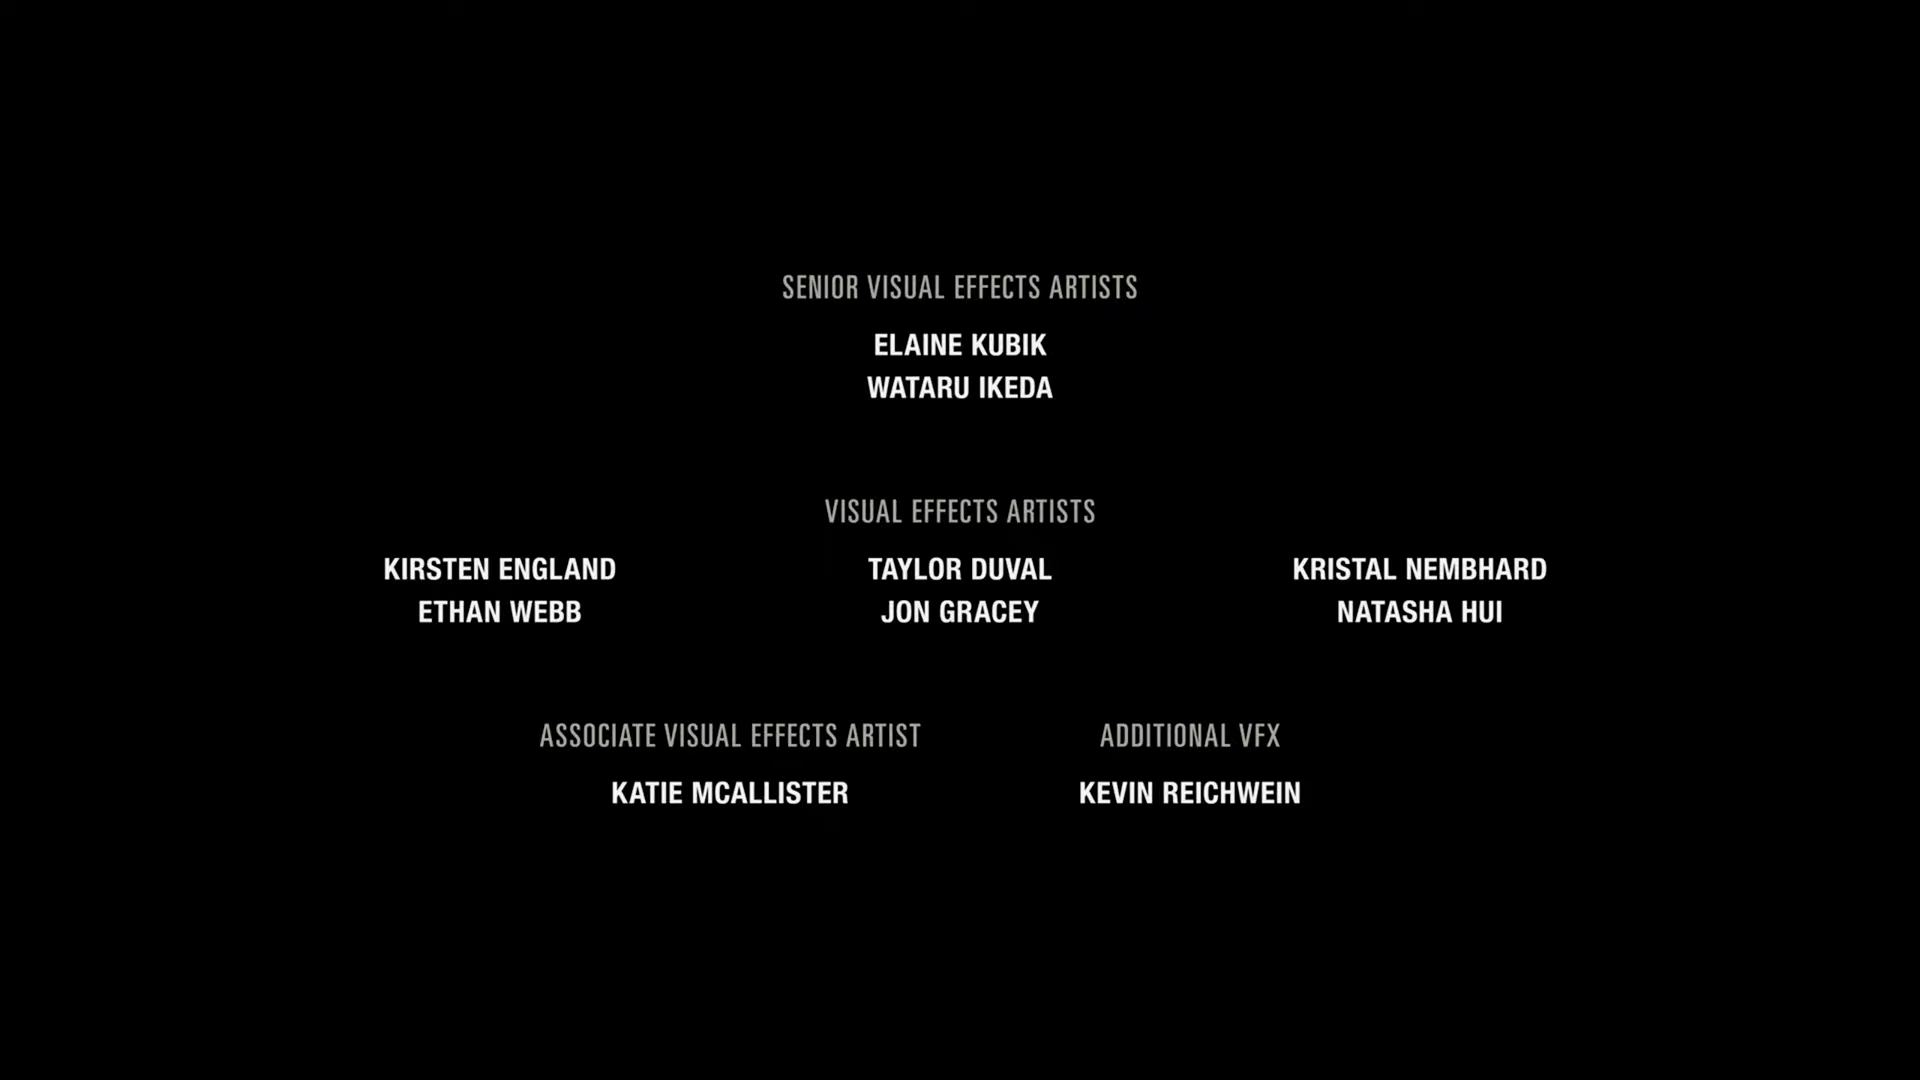 SENIOR VISUAL EFFECTS ARTISTS
ELAINE KUBIK
WATARU IKEDA
VISUAL EFFECTS ARTISTS
KIRSTEN ENGLAND TAYLOR DUVAL KRISTAL NEMBHARD
ETHAN WEBB JON GRACEY NATASHA HUI
ASSOCIATE VISUAL EFFECTS ARTIST ADDITIONAL VFX
KATIE MCALLISTER KEVIN REICHWEIN